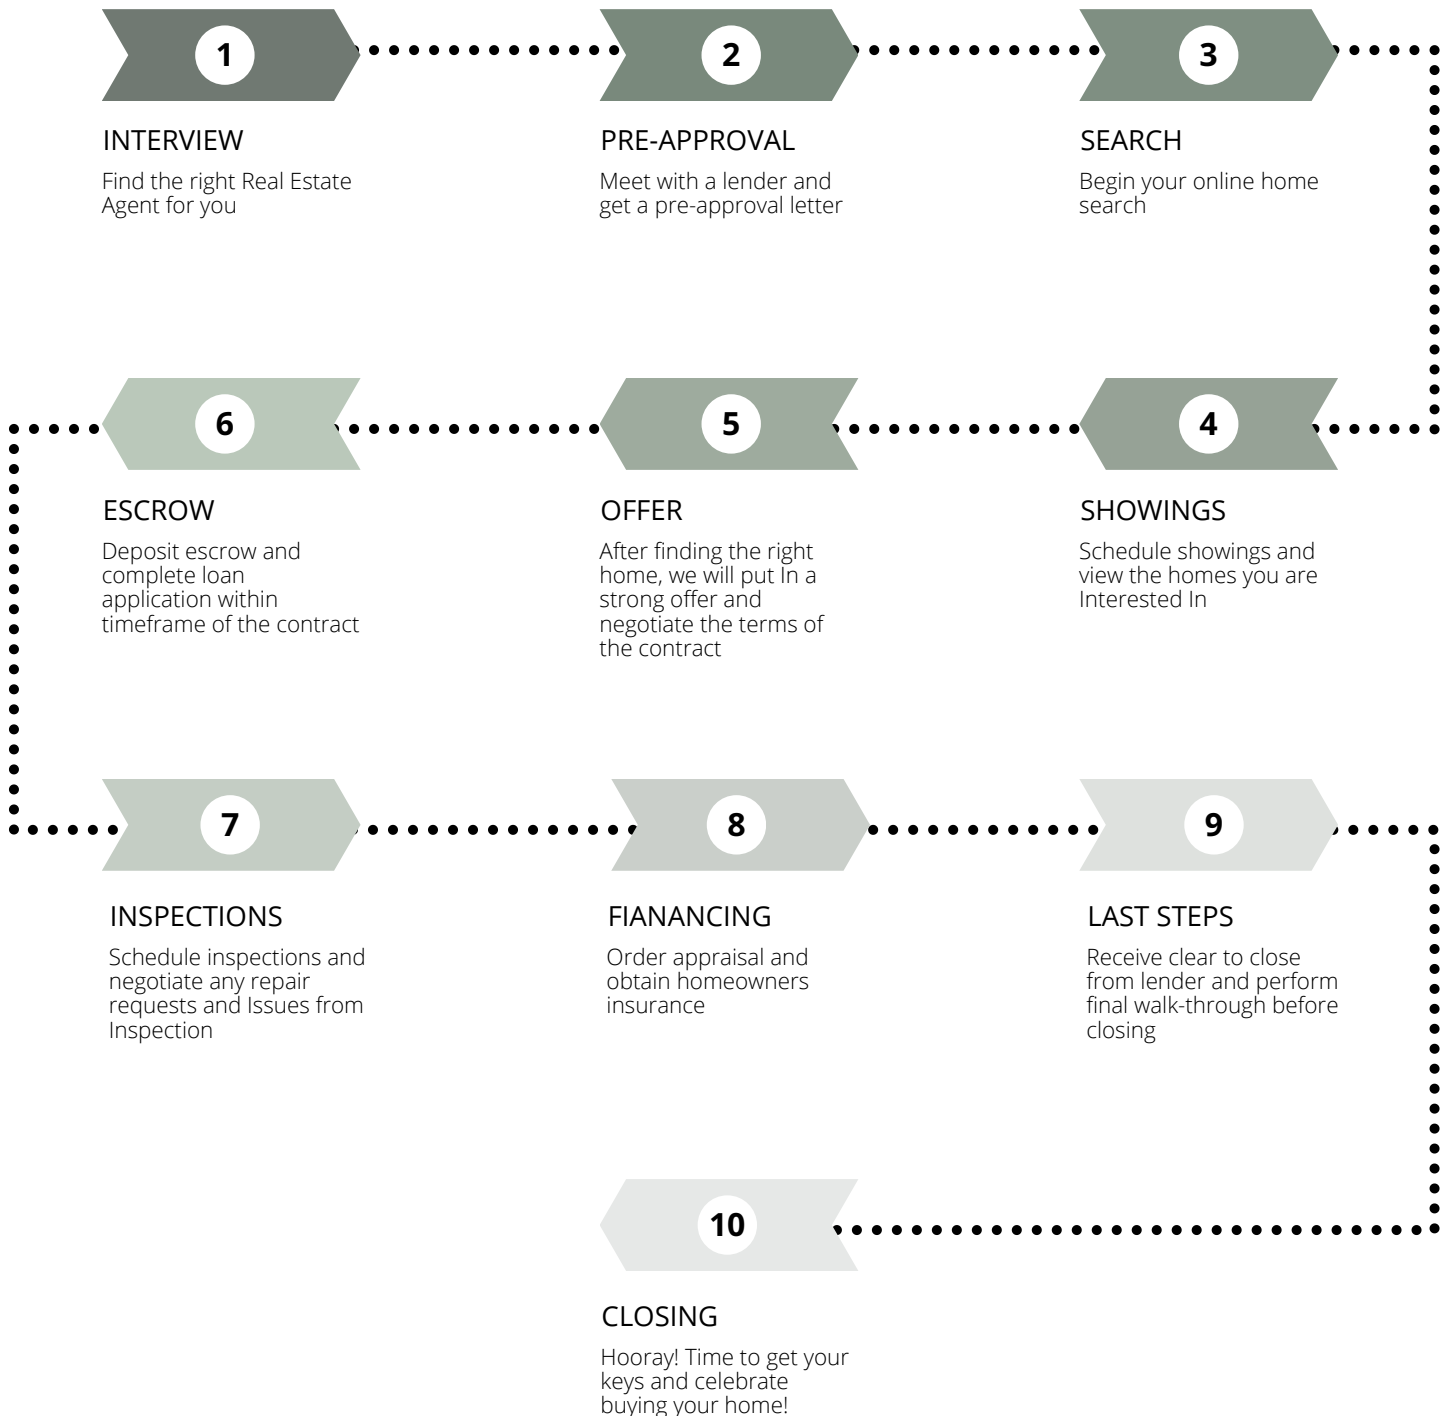 1
INTERVIEW
Find the right Real Estate
Agent for you
2
PRE-APPROVAL
Meet with a lender and
get a pre-approval letter
3
SEARCH
Begin your online home
search
4
SHOWINGS
Schedule showings and
view the homes you are
Interested In
5
OFFER
After finding the right
home, we will put In a
strong offer and
negotiate the terms of
the contract
6
ESCROW
Deposit escrow and
complete loan
application within
timeframe of the contract
7
INSPECTIONS
Schedule inspections and
negotiate any repair
requests and Issues from
Inspection
8
FIANANCING
Order appraisal and
obtain homeowners
insurance
9
LAST STEPS
Receive clear to close
from lender and perform
final walk-through before
closing
10
CLOSING
Hooray! Time to get your
keys and celebrate
buying your home!